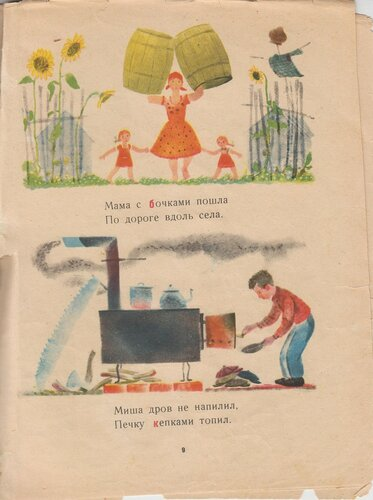 Мама с бочками пошла
По дороге вдоль села.
Миша дров не напилил,
Печку кепками топил.
9